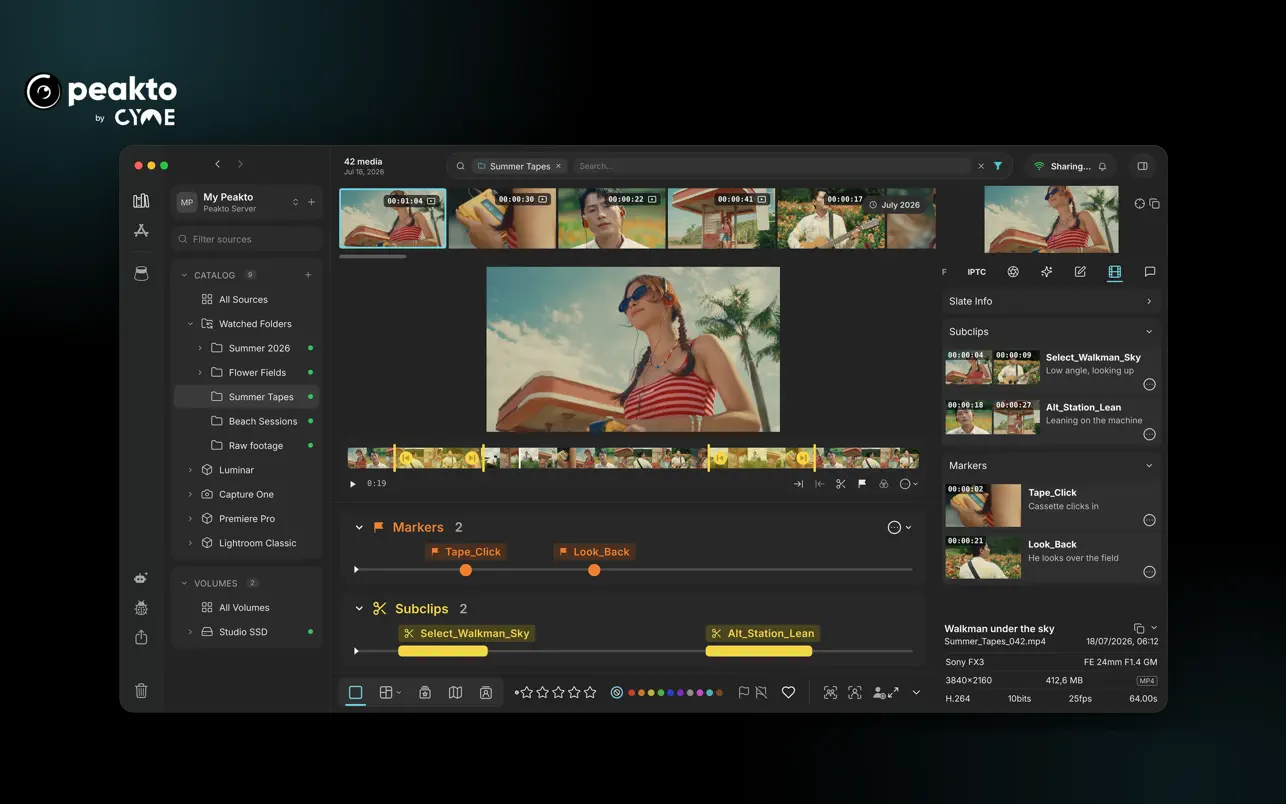 peakto
by CYME
42 media
Jul 18, 2026
Summer Tapes ×
Search...
Sharing...
MP
My Peakto
Peakto Server
Filter sources
CATALOG 9
All Sources
Watched Folders
Summer 2026
Flower Fields
Summer Tapes
Beach Sessions
Raw footage
Luminar
Capture One
Premiere Pro
Lightroom Classic
VOLUMES 2
All Volumes
Studio SSD
00:01:04
00:00:30
00:00:22
00:00:41
00:00:17
July 2026
0:19
Markers 2
Tape_Click
Look_Back
Subclips 2
Select_Walkman_Sky
Alt_Station_Lean
F IPTC
Slate Info
Subclips
00:00:04
00:00:09
Select_Walkman_Sky
Low angle, looking up
00:00:18
00:00:27
Alt_Station_Lean
Leaning on the machine
Markers
00:00:02
Tape_Click
Cassette clicks in
00:00:21
Look_Back
He looks over the field
Walkman under the sky
Summer_Tapes_042.mp4 18/07/2026, 06:12
Sony FX3 FE 24mm F1.4 GM
3840×2160 412,6 MB MP4
H.264 10bits 25fps 64.00s